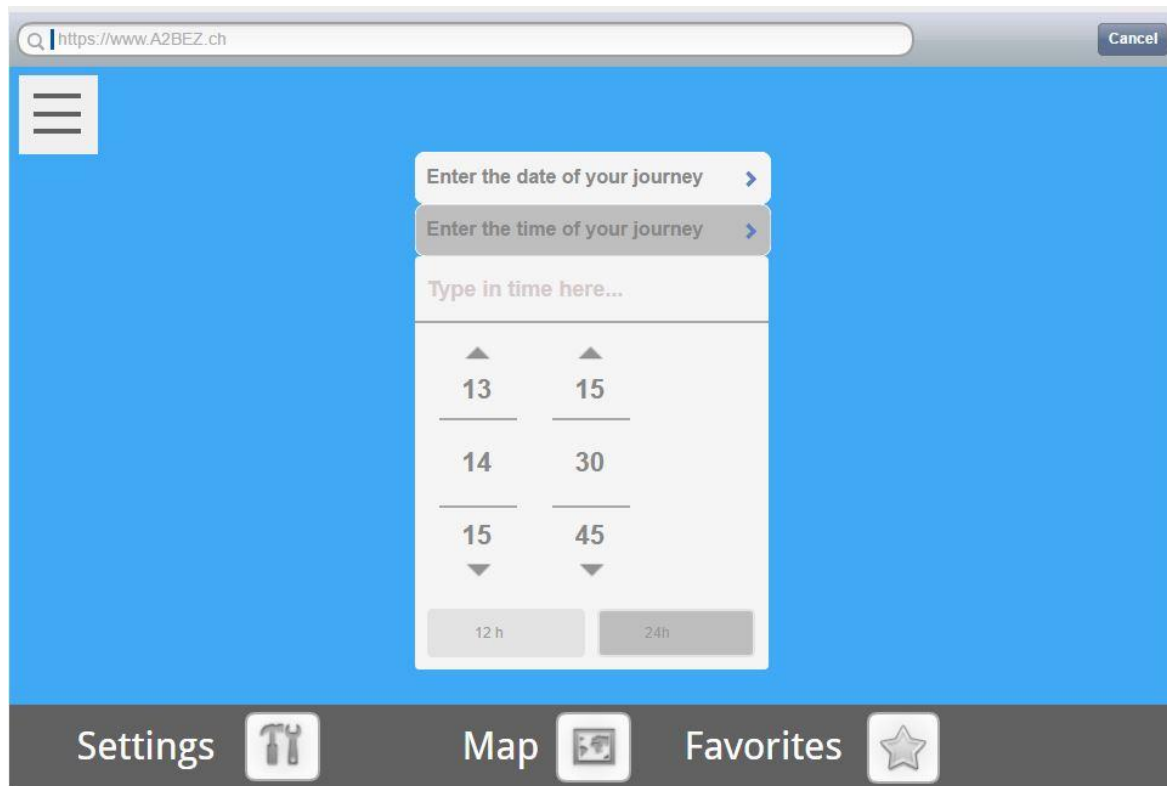 https://www.A2BEZ.ch
Cancel
Enter the date of your journey
Enter the time of your journey
Type in time here...
13 15
14 30
15 45
12 h 24h
Settings Map Favorites